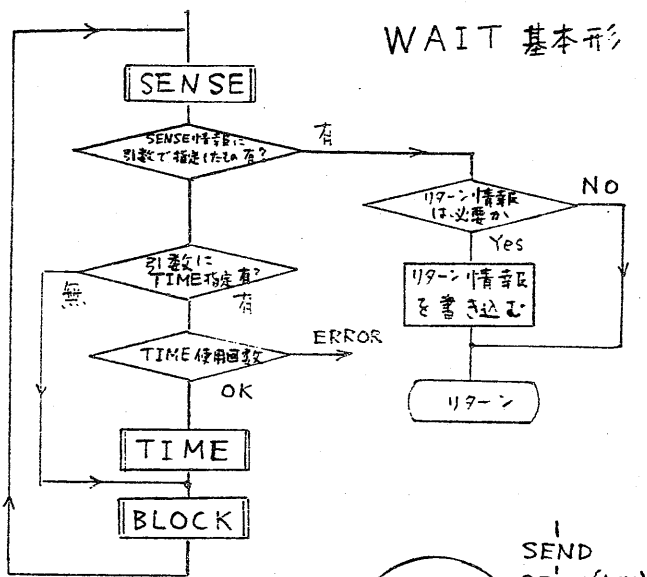 WAIT 基本形
SENSE
SENSE情報に
引数で指定したもの有?
有
リターン情報
は必要か
NO
Yes
リターン情報
を書き込む
リターン
引数に
TIME指定有?
無
有
TIME使用回数
ERROR
OK
TIME
BLOCK
SEND